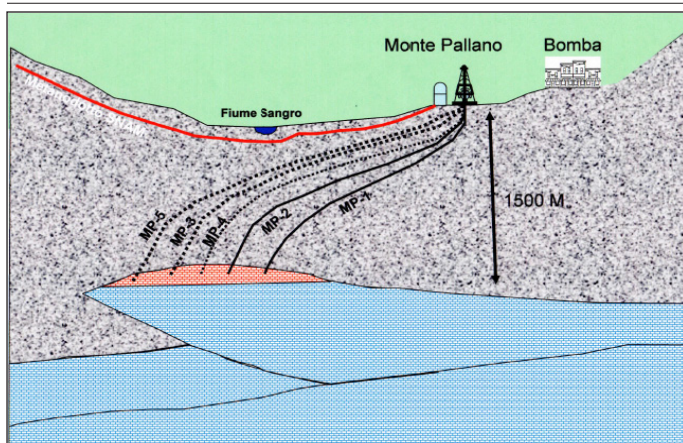 Monte Pallano
Bomba
Fiume Sangro
1500 M
MP-5
MP-3
MP-4
MP-2
MP-1